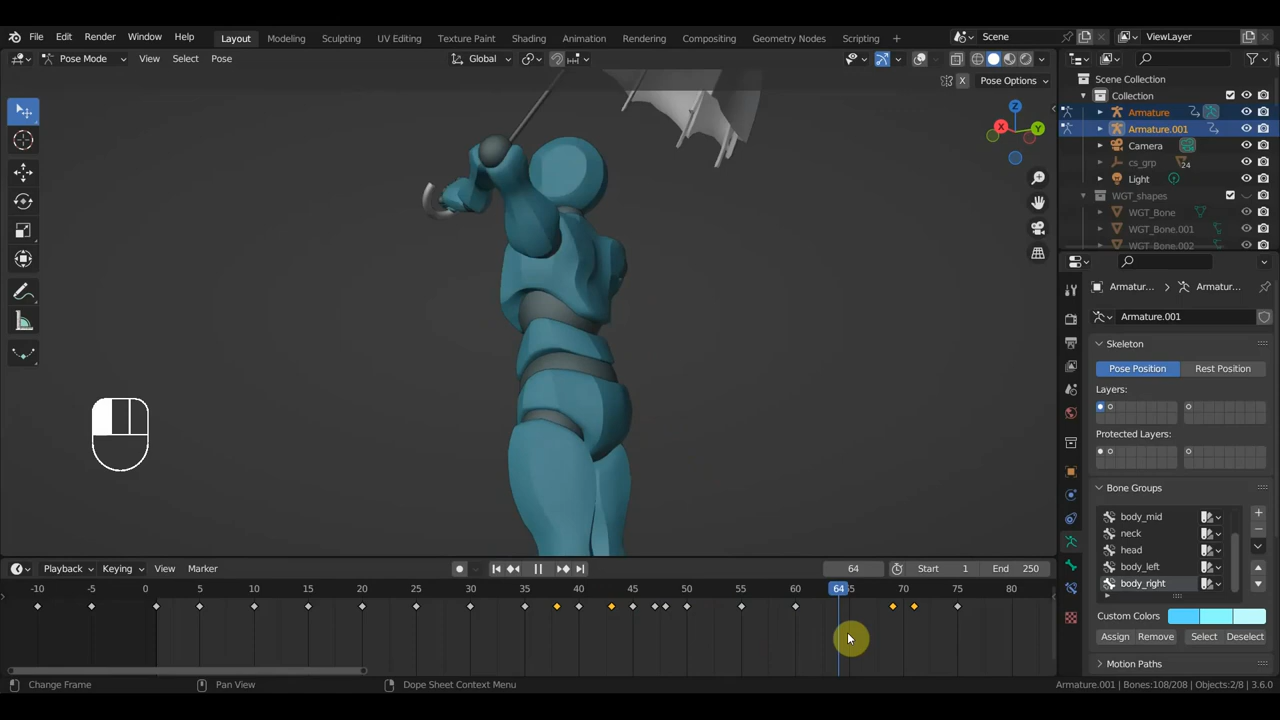 File Edit Render Window Help Layout Modeling Sculpting UV Editing Texture Paint Shading Animation Rendering Compositing Geometry Nodes Scripting + Scene ViewLayer
Pose Mode View Select Pose Global
X Pose Options
X Y Z
Scene Collection
Collection
Armature
Armature.001
Camera
cs_grp 24
Light
WGT_shapes
WGT_Bone
WGT_Bone.001
WGT_Bone.002
Armatur... Armatur...
Armature.001
Skeleton
Pose Position Rest Position
Layers:
Protected Layers:
Bone Groups
body_mid
neck
head
body_left
body_right
Custom Colors
Assign Remove Select Deselect
Motion Paths
Playback Keying View Marker 64 Start 1 End 250
-10 -5 0 5 10 15 20 25 30 35 40 45 50 55 60 64 65 70 75 80
Change Frame Pan View Dope Sheet Context Menu Armature.001 | Bones:108/208 | Objects:2/8 | 3.6.0